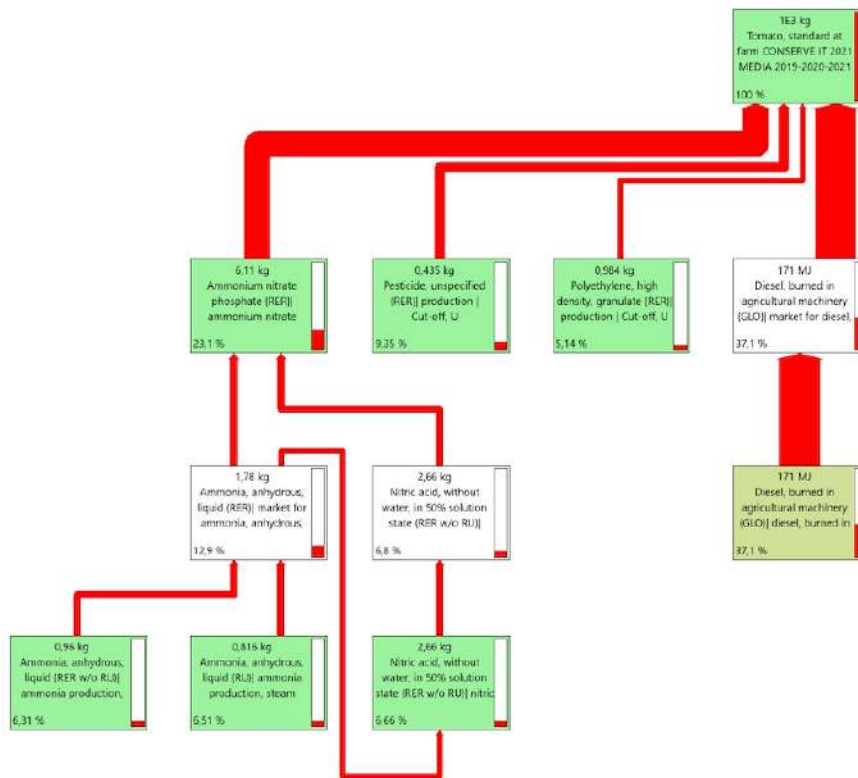 1E3 kg
Tomato, standard at
farm CONSERVE IT 2021
MEDIA 2019-2020-2021
100 %
6,11 kg
Ammonium nitrate
phosphate {RER}|
ammonium nitrate
23,1 %
0,435 kg
Pesticide, unspecified
{RER}| production |
Cut-off, U
9,35 %
0,984 kg
Polyethylene, high
density, granulate {RER}|
production | Cut-off, U
5,14 %
171 MJ
Diesel, burned in
agricultural machinery
{GLO}| market for diesel,
37,1 %
1,78 kg
Ammonia, anhydrous,
liquid {RER}| market for
ammonia, anhydrous,
12,9 %
2,66 kg
Nitric acid, without
water, in 50% solution
state {RER w/o RU}|
6,8 %
171 MJ
Diesel, burned in
agricultural machinery
{GLO}| diesel, burned in
37,1 %
0,96 kg
Ammonia, anhydrous,
liquid {RER w/o RU}|
ammonia production,
6,31 %
0,816 kg
Ammonia, anhydrous,
liquid {RU}| ammonia
production, steam
6,51 %
2,66 kg
Nitric acid, without
water, in 50% solution
state {RER w/o RU}| nitric
6,66 %